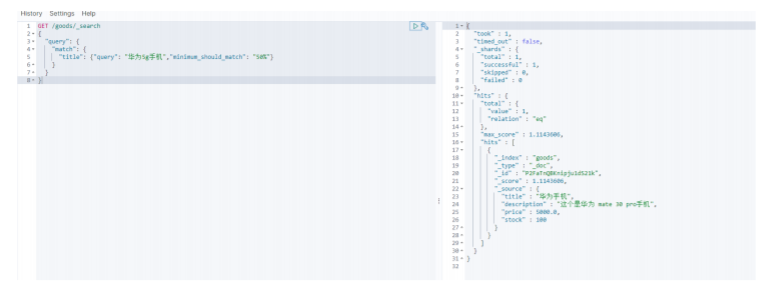 History Settings Help
1 GET /goods/_search
2 {
3 "query": {
4 "match": {
5 "title": {"query": "华为5g手机","minimum_should_match": "50%"}
6 }
7 }
8 }
1 {
2 "took" : 1,
3 "timed_out" : false,
4 "_shards" : {
5 "total" : 1,
6 "successful" : 1,
7 "skipped" : 0,
8 "failed" : 0
9 },
10 "hits" : {
11 "total" : {
12 "value" : 1,
13 "relation" : "eq"
14 },
15 "max_score" : 1.1143606,
16 "hits" : [
17 {
18 "_index" : "goods",
19 "_type" : "_doc",
20 "_id" :
21 "_score" : 1.1143606,
22 "_source" : {
23 "title" : "华为手机",
24 "description" : "这个是华为 mate 30 pro手机",
25 "price" : 5000.0,
26 "stock" : 100
27 }
28 }
29 ]
30 }
31 }
32